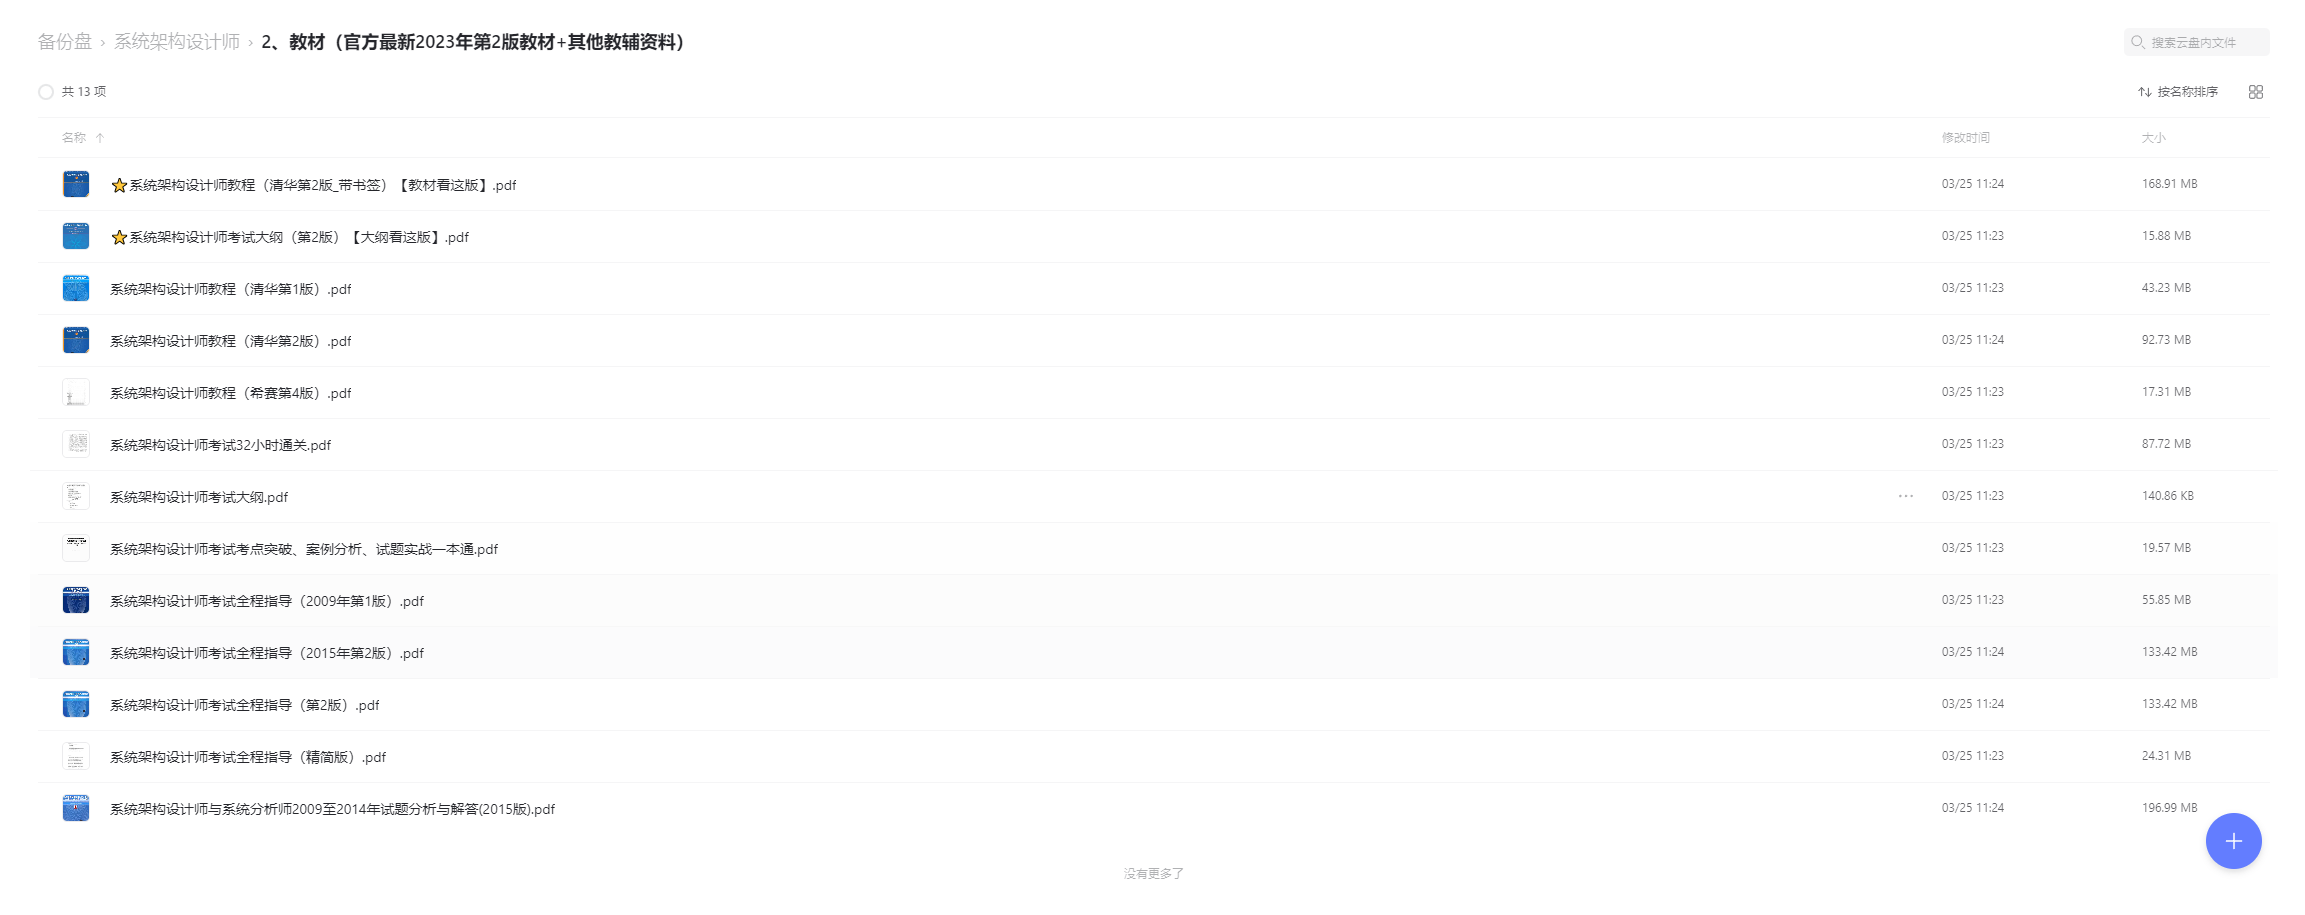 备份盘 › 系统架构设计师 › 2、教材（官方最新2023年第2版教材+其他教辅资料）
搜索云盘内文件
共 13 项
按名称排序
名称 ↑ 修改时间 大小
⭐系统架构设计师教程（清华第2版_带书签）【教材看这版】.pdf 03/25 11:24 168.91 MB
⭐系统架构设计师考试大纲（第2版）【大纲看这版】.pdf 03/25 11:23 15.88 MB
系统架构设计师教程（清华第1版）.pdf 03/25 11:23 43.23 MB
系统架构设计师教程（清华第2版）.pdf 03/25 11:24 92.73 MB
系统架构设计师教程（希赛第4版）.pdf 03/25 11:23 17.31 MB
系统架构设计师考试32小时通关.pdf 03/25 11:23 87.72 MB
系统架构设计师考试大纲.pdf ··· 03/25 11:23 140.86 KB
系统架构设计师考试考点突破、案例分析、试题实战一本通.pdf 03/25 11:23 19.57 MB
系统架构设计师考试全程指导（2009年第1版）.pdf 03/25 11:23 55.85 MB
系统架构设计师考试全程指导（2015年第2版）.pdf 03/25 11:24 133.42 MB
系统架构设计师考试全程指导（第2版）.pdf 03/25 11:24 133.42 MB
系统架构设计师考试全程指导（精简版）.pdf 03/25 11:23 24.31 MB
系统架构设计师与系统分析师2009至2014年试题分析与解答(2015版).pdf 03/25 11:24 196.99 MB
没有更多了